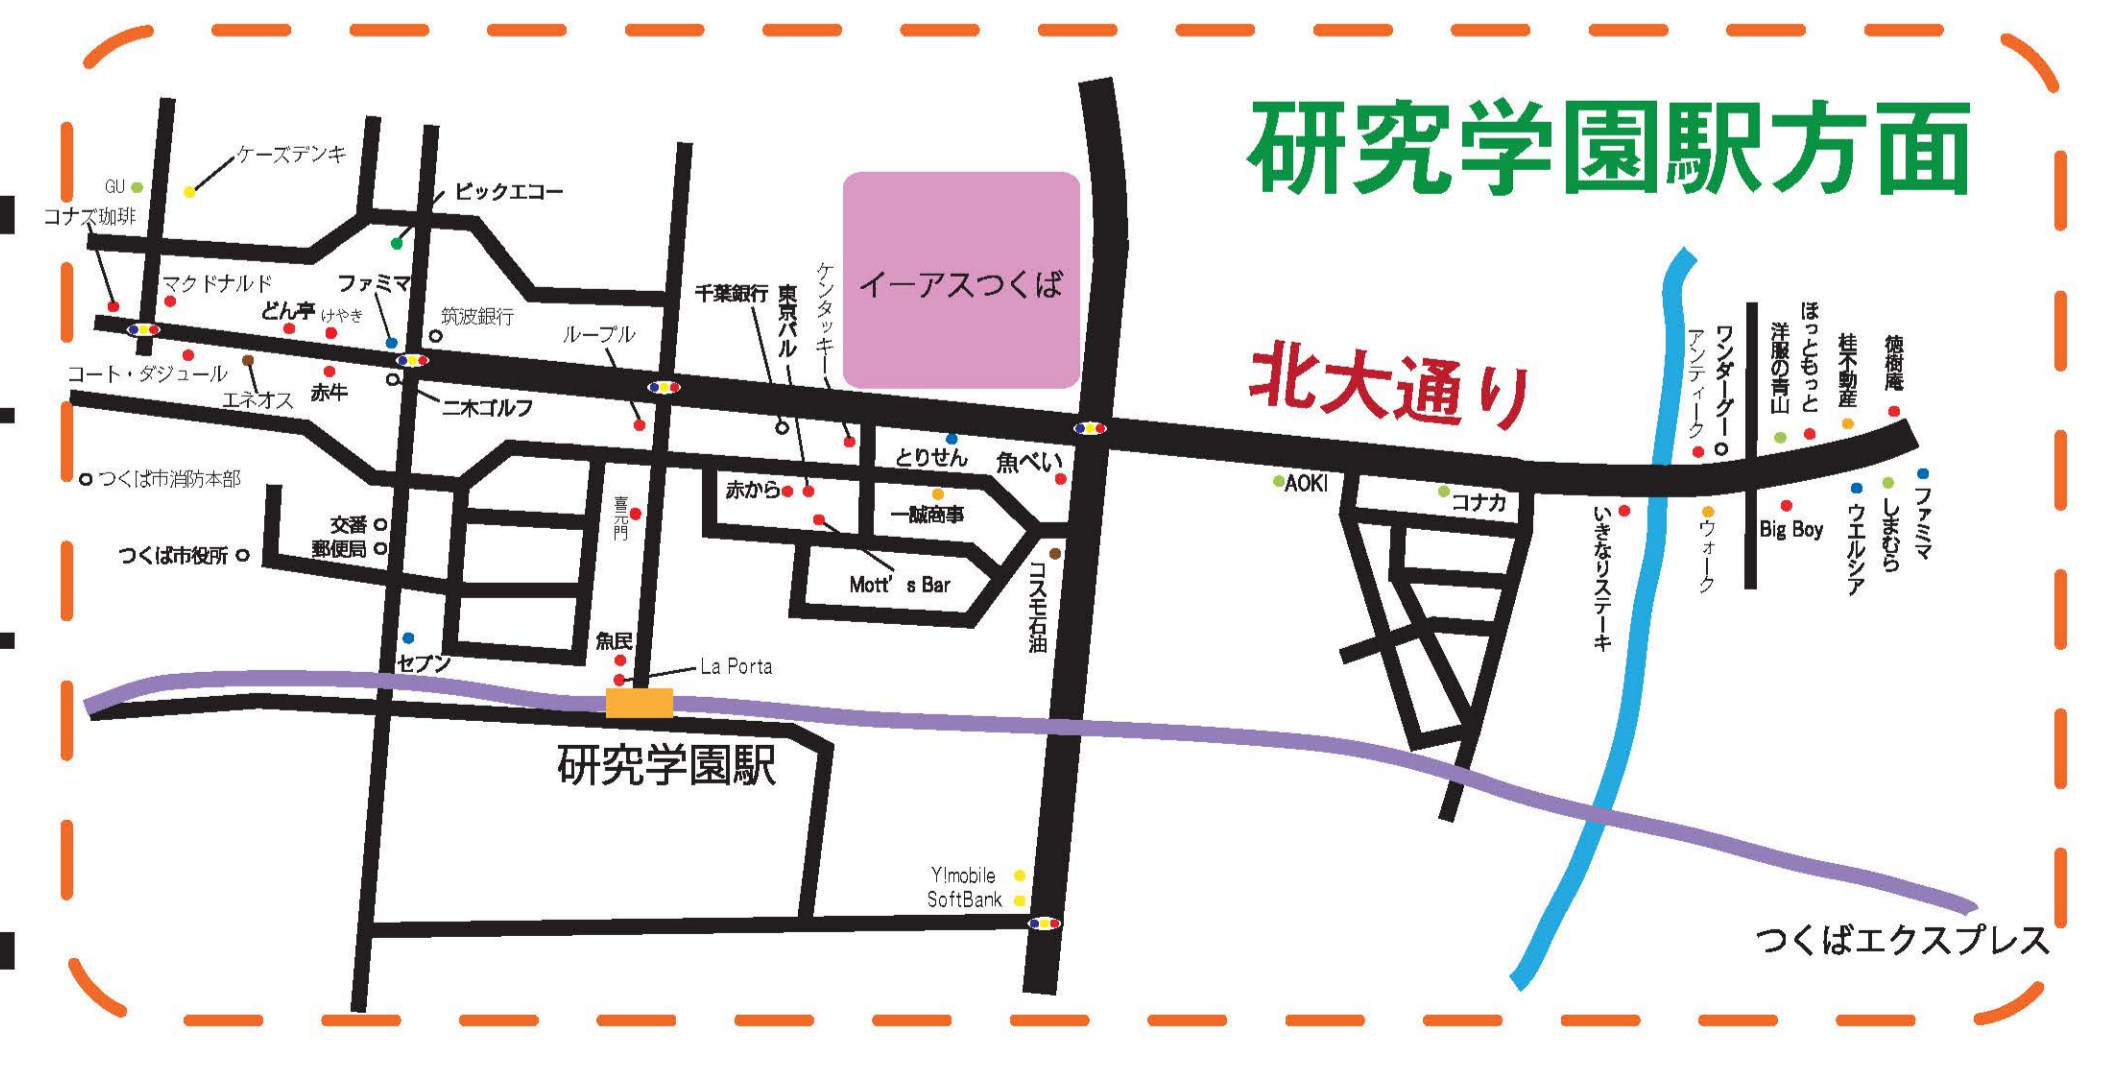 研究学園駅方面
ケーズデンキ
GU
コナズ珈琲
ビックエコー
マクドナルド
どん亭
けやき
ファミマ
筑波銀行
ループル
千葉銀行
東京バル
ケンタッキー
イーアスつくば
北大通り
コート・ダジュール
エネオス
赤牛
二木ゴルフ
とりせん
魚べい
つくば市消防本部
赤から
一誠商事
喜元門
交番
郵便局
つくば市役所
Mott’s Bar
コスモ石油
セブン
魚民
La Porta
研究学園駅
Y!mobile
SoftBank
AOKI
コナカ
アンティーク
ワンダーグー
洋服の青山
ほっともっと
桂不動産
徳樹庵
いきなりステーキ
ウォーク
Big Boy
ウエルシア
しまむら
ファミマ
つくばエクスプレス